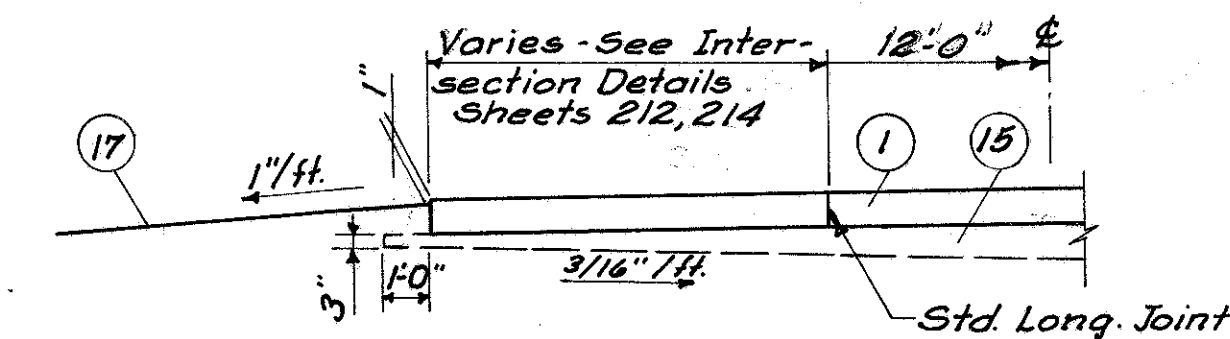 Varies - See Inter-
section Details
Sheets 212, 214
12'-0"
℄
1"
17
1
15
1"/ft.
3"
1'-0"
3/16"/ft.
Std. Long. Joint